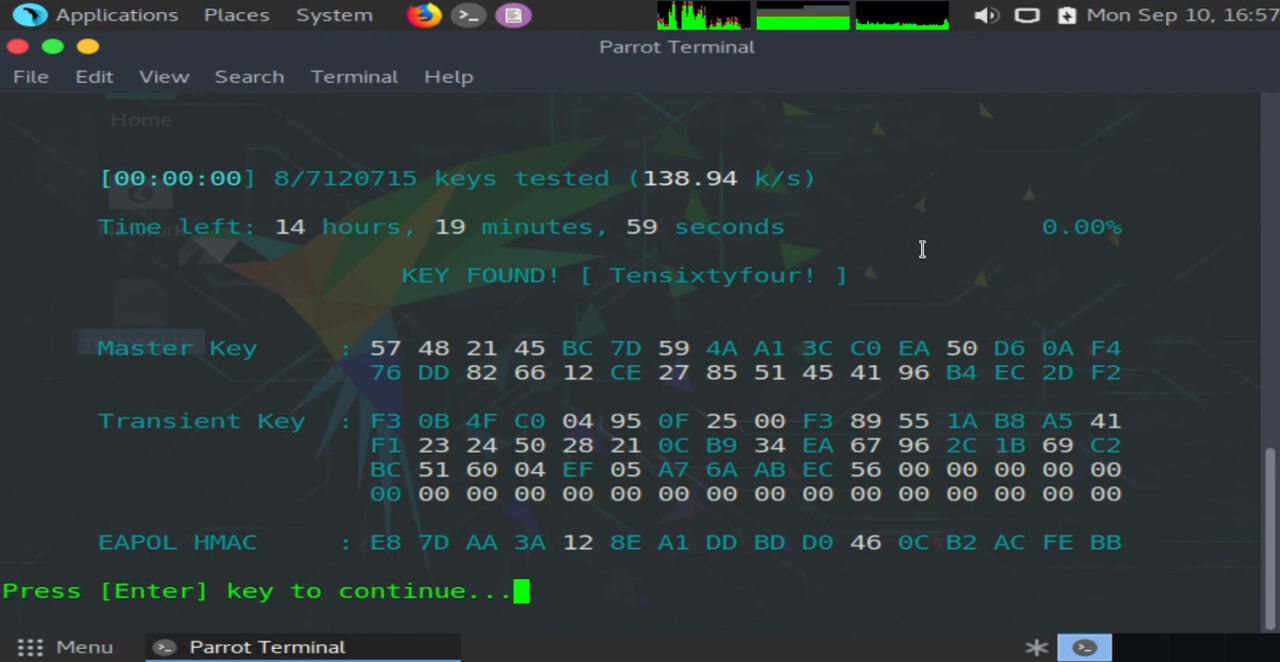 Applications Places System Mon Sep 10, 16:57
Parrot Terminal
File Edit View Search Terminal Help
Home
[00:00:00] 8/7120715 keys tested (138.94 k/s)
Time left: 14 hours, 19 minutes, 59 seconds 0.00%
KEY FOUND! [ Tensixtyfour! ]
Master Key : 57 48 21 45 BC 7D 59 4A A1 3C C0 EA 50 D6 0A F4
76 DD 82 66 12 CE 27 85 51 45 41 96 B4 EC 2D F2
Transient Key : F3 0B 4F C0 04 95 0F 25 00 F3 89 55 1A B8 A5 41
F1 23 24 50 28 21 0C B9 34 EA 67 96 2C 1B 69 C2
BC 51 60 04 EF 05 A7 6A AB EC 56 00 00 00 00 00
00 00 00 00 00 00 00 00 00 00 00 00 00 00 00 00
EAPOL HMAC : E8 7D AA 3A 12 8E A1 DD BD D0 46 0C B2 AC FE BB
Press [Enter] key to continue...
Menu Parrot Terminal